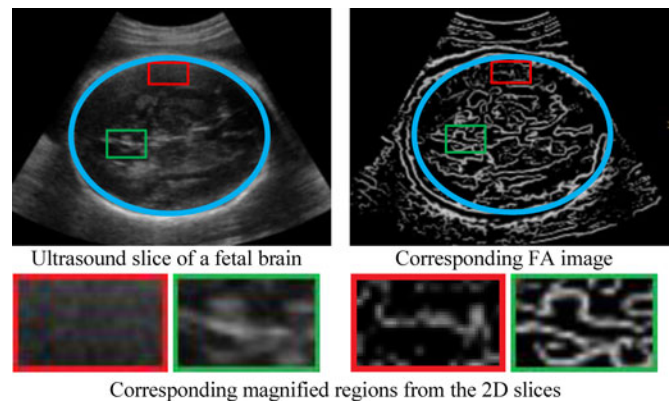 Ultrasound slice of a fetal brain
Corresponding FA image
Corresponding magnified regions from the 2D slices